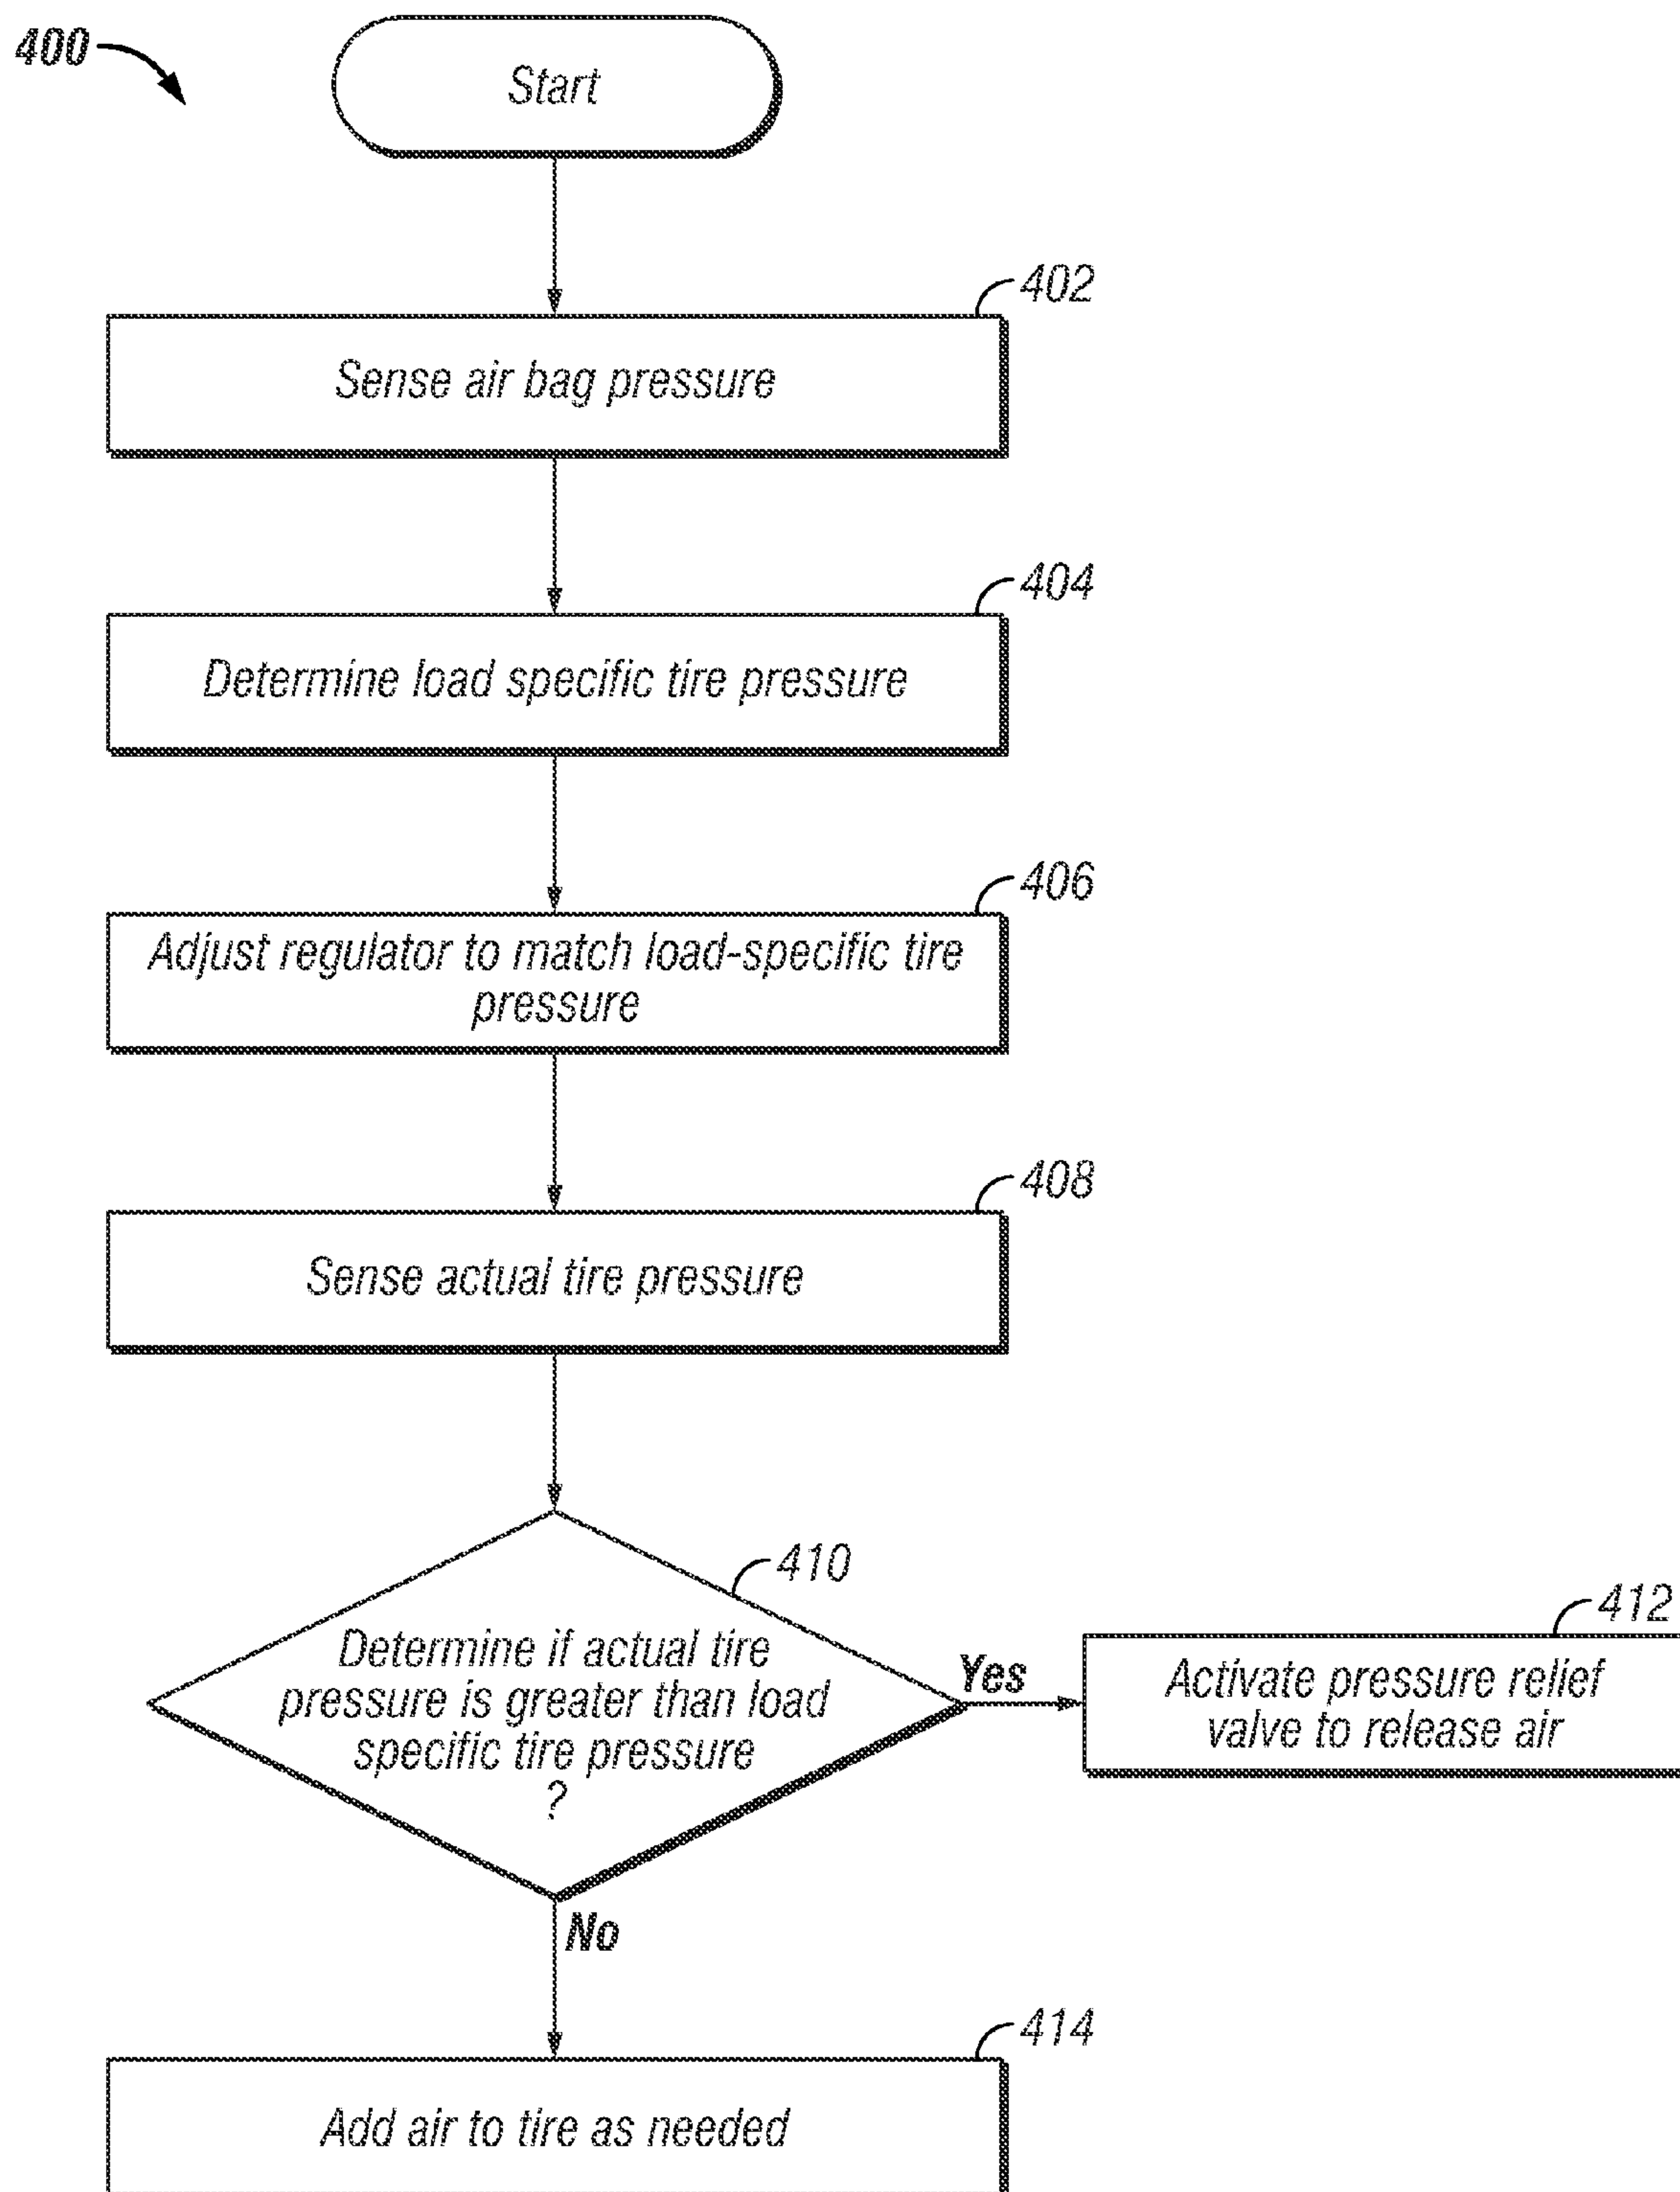 400
Start
402
Sense air bag pressure
404
Determine load specific tire pressure
406
Adjust regulator to match load-specific tire
pressure
408
Sense actual tire pressure
410
Determine if actual tire
pressure is greater than load
specific tire pressure
?
Yes
412
Activate pressure relief
valve to release air
No
414
Add air to tire as needed